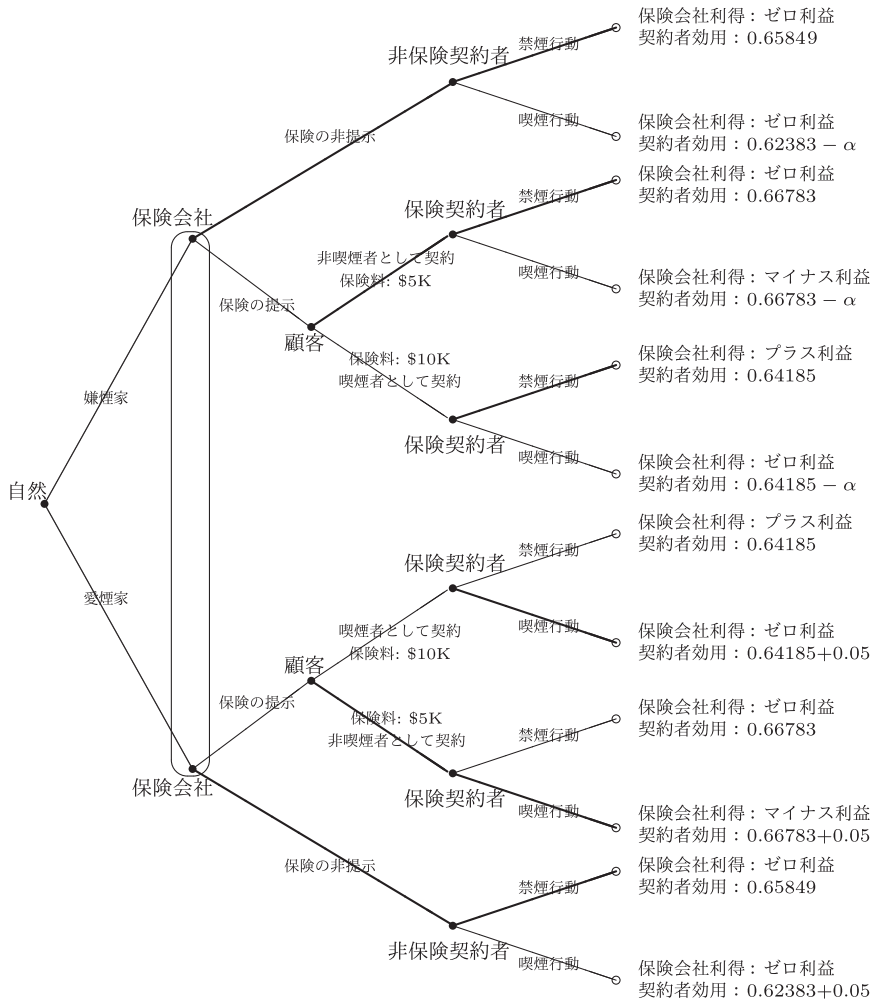 保険会社利得：ゼロ利益
契約者効用：0.65849
禁煙行動
非保険契約者
喫煙行動
保険会社利得：ゼロ利益
契約者効用：0.62383 − α
保険の非提示
保険会社利得：ゼロ利益
契約者効用：0.66783
禁煙行動
保険契約者
保険会社
非喫煙者として契約
保険料: $5K
喫煙行動
保険会社利得：マイナス利益
契約者効用：0.66783 − α
保険の提示
顧客
保険料: $10K
喫煙者として契約
保険会社利得：プラス利益
契約者効用：0.64185
禁煙行動
嫌煙家
保険契約者
喫煙行動
保険会社利得：ゼロ利益
契約者効用：0.64185 − α
自然
保険会社利得：プラス利益
契約者効用：0.64185
禁煙行動
保険契約者
愛煙家
喫煙行動
喫煙者として契約
保険料: $10K
保険会社利得：ゼロ利益
契約者効用：0.64185+0.05
顧客
保険の提示
保険料: $5K
非喫煙者として契約
保険会社利得：ゼロ利益
契約者効用：0.66783
禁煙行動
保険会社
保険契約者
喫煙行動
保険会社利得：マイナス利益
契約者効用：0.66783+0.05
保険の非提示
保険会社利得：ゼロ利益
契約者効用：0.65849
禁煙行動
非保険契約者
喫煙行動
保険会社利得：ゼロ利益
契約者効用：0.62383+0.05